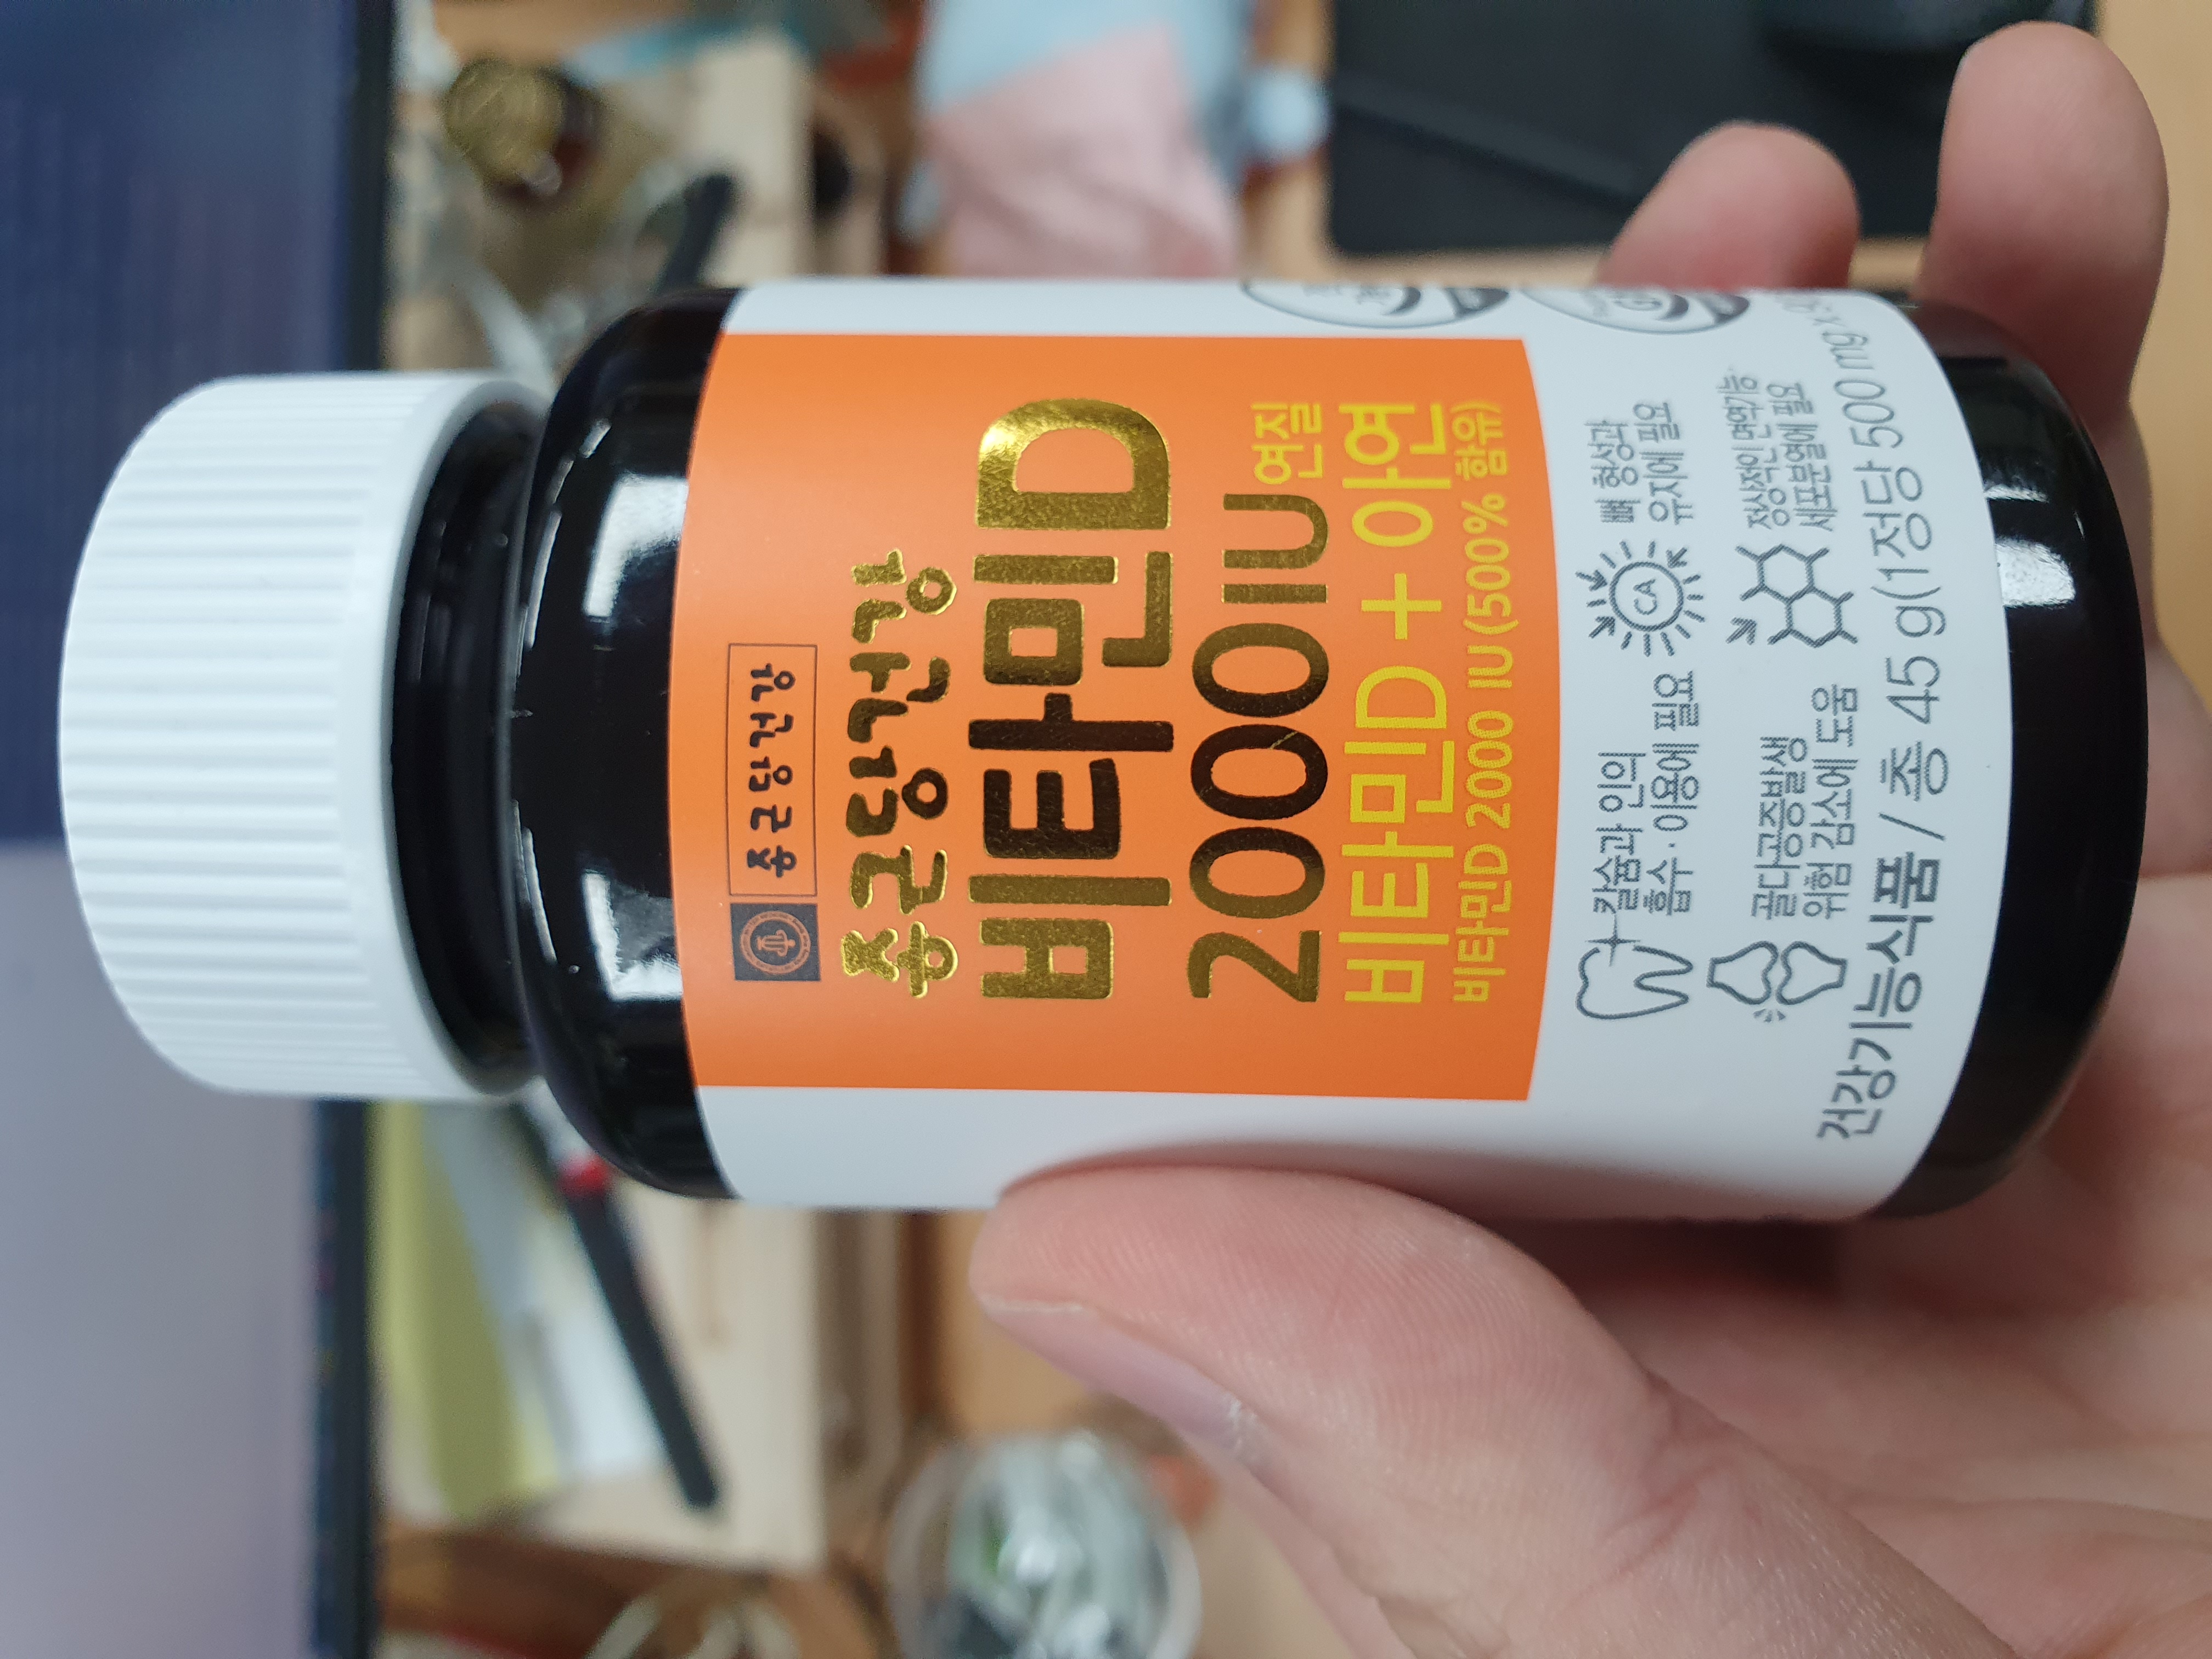 종근당건강
종근당건강
비타민D
2000IU 연질
비타민D + 아연
비타민D 2000 IU (500% 함유)
칼슘과 인의
흡수 · 이용에 필요
CA
뼈 형성과
유지에 필요
골다공증발생
위험 감소에 도움
정상적인 면역기능·
세포분열에 필요
건강기능식품 / 총 45 g(1정당 500 mg x